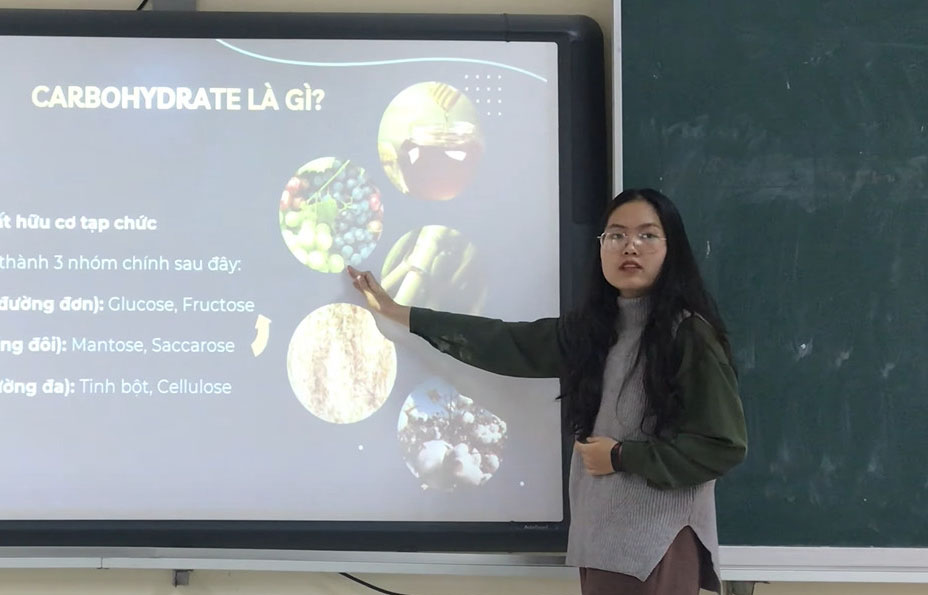 CARBOHYDRATE LÀ GÌ?
ất hữu cơ tạp chức
thành 3 nhóm chính sau đây:
đường đơn): Glucose, Fructose
ng đôi): Mantose, Saccarose
ường đa): Tinh bột, Cellulose